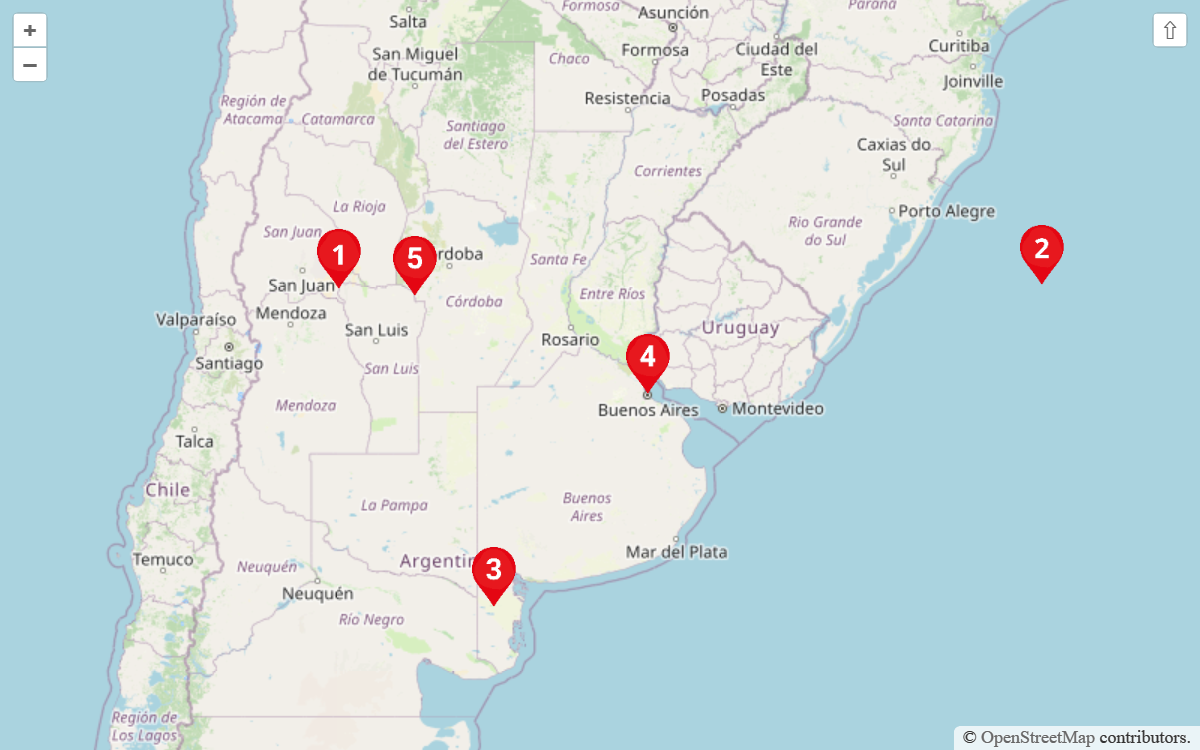 +
−
⇧
Salta
Formosa
Asunción
Paraná
San Miguel
de Tucumán
Chaco
Formosa
Ciudad del
Este
Curitiba
Joinville
Región de
Atacama
Catamarca
Resistencia
Posadas
Santiago
del Estero
Santa Catarina
Caxias do
Sul
Corrientes
La Rioja
Porto Alegre
San Juan
Rio Grande
do Sul
1
5
2
rdoba
Santa Fe
San Juan
Córdoba
Entre Ríos
Mendoza
Valparaíso
San Luis
Rosario
Uruguay
Santiago
San Luis
4
Mendoza
Buenos Aires
Montevideo
Talca
Chile
La Pampa
Buenos
Aires
Temuco
Neuquén
Argentin
3
Mar del Plata
Neuquén
Río Negro
Región de
Los Lagos
© OpenStreetMap contributors.